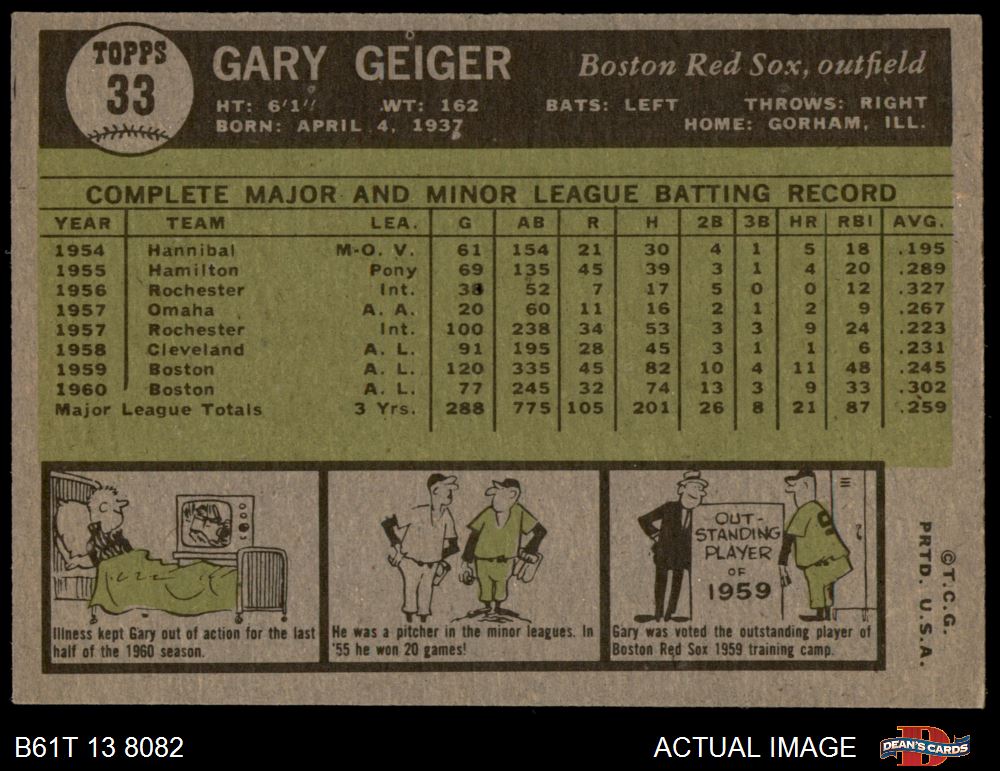 TOPPS
33
GARY GEIGER
Boston Red Sox, outfield
HT: 6'1" WT: 162 BATS: LEFT THROWS: RIGHT
BORN: APRIL 4, 1937 HOME: GORHAM, ILL.
COMPLETE MAJOR AND MINOR LEAGUE BATTING RECORD
YEAR TEAM LEA. G AB R H 2B 3B HR RBI AVG.
1954 Hannibal M-O. V. 61 154 21 30 4 1 5 18 .195
1955 Hamilton Pony 69 135 45 39 3 1 4 20 .289
1956 Rochester Int. 38 52 7 17 5 0 0 12 .327
1957 Omaha A. A. 20 60 11 16 2 1 2 9 .267
1957 Rochester Int. 100 238 34 53 3 3 9 24 .223
1958 Cleveland A. L. 91 195 28 45 3 1 1 6 .231
1959 Boston A. L. 120 335 45 82 10 4 11 48 .245
1960 Boston A. L. 77 245 32 74 13 3 9 33 .302
Major League Totals 3 Yrs. 288 775 105 201 26 8 21 87 .259
Illness kept Gary out of action for the last
half of the 1960 season.
He was a pitcher in the minor leagues. In
'55 he won 20 games!
OUT-
STANDING
PLAYER
OF
1959
9
Gary was voted the outstanding player of
Boston Red Sox 1959 training camp.
©T.C.G.
PRTD. U.S.A.
B61T 13 8082
ACTUAL IMAGE
DEAN'S CARDS